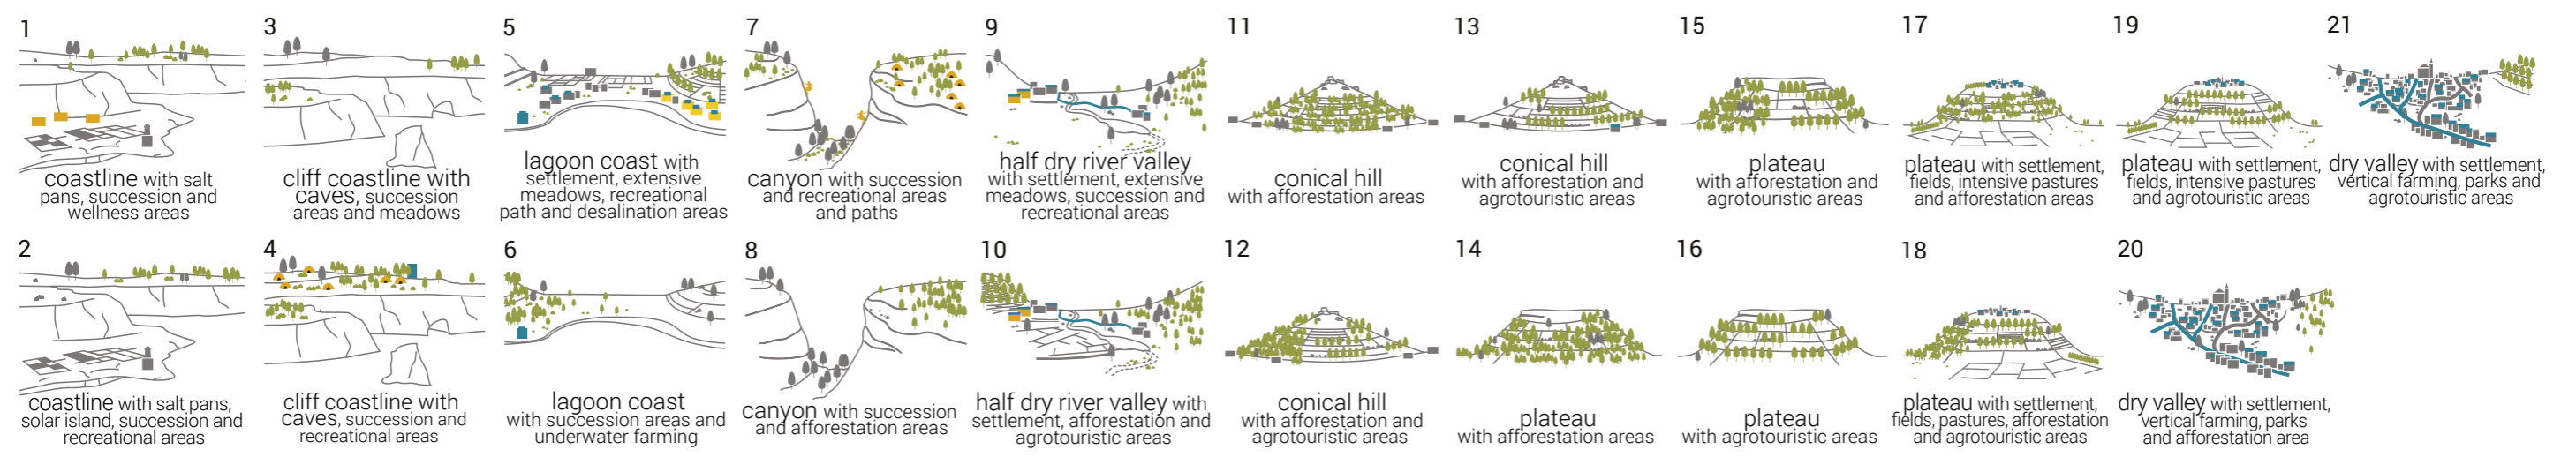 1
coastline with salt
pans, succession and
wellness areas
3
cliff coastline with
caves, succession
areas and meadows
5
lagoon coast with
settlement, extensive
meadows, recreational
path and desalination areas
7
canyon with succession
and recreational areas
and paths
9
half dry river valley
with settlement, extensive
meadows, succession and
recreational areas
11
conical hill
with afforestation areas
13
conical hill
with afforestation and
agrotouristic areas
15
plateau
with afforestation and
agrotouristic areas
17
plateau with settlement,
fields, intensive pastures
and afforestation areas
19
plateau with settlement,
fields, intensive pastures
and agrotouristic areas
21
dry valley with settlement,
vertical farming, parks and
agrotouristic areas
2
coastline with salt pans,
solar island, succession and
recreational areas
4
cliff coastline with
caves, succession and
recreational areas
6
lagoon coast
with succession areas and
underwater farming
8
canyon with succession
and afforestation areas
10
half dry river valley with
settlement, afforestation and
agrotouristic areas
12
conical hill
with afforestation and
agrotouristic areas
14
plateau
with afforestation areas
16
plateau
with agrotouristic areas
18
plateau with settlement,
fields, pastures, afforestation
and agrotouristic areas
20
dry valley with settlement,
vertical farming, parks
and afforestation area